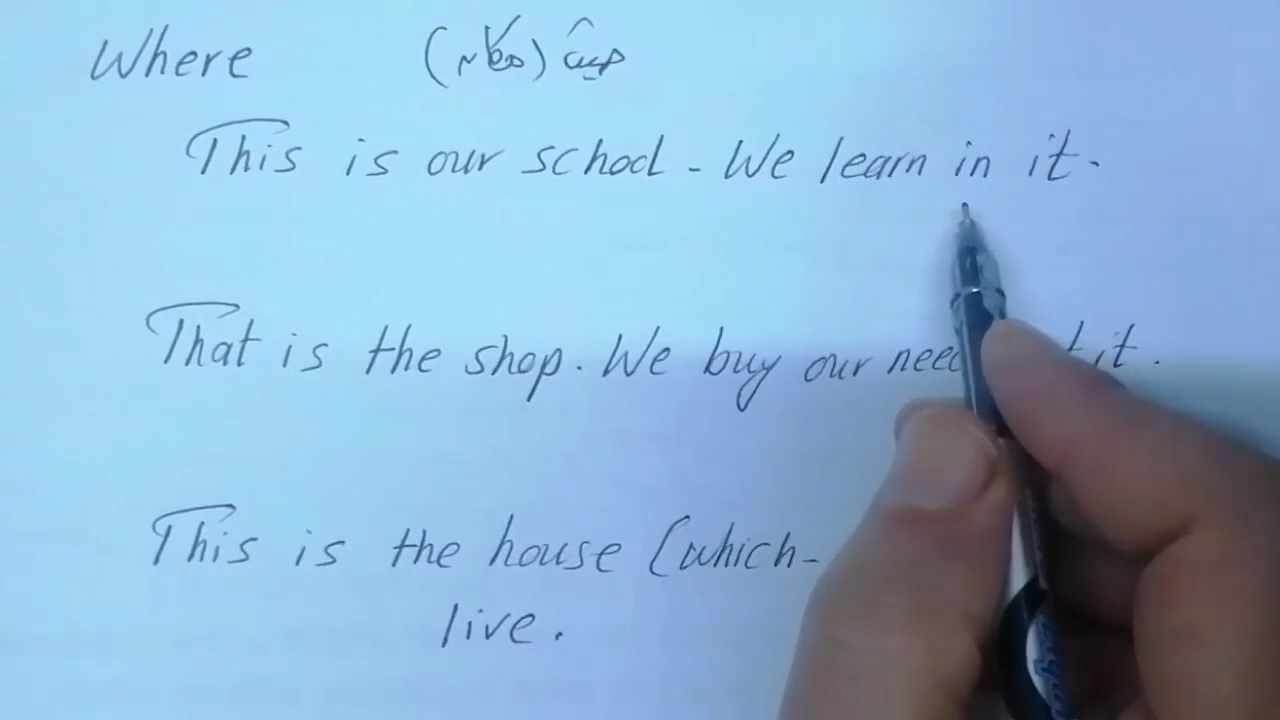 Where حيث (مكان)
This is our school - We learn in it.
That is the shop. We buy our need it.
This is the house (which-
live.